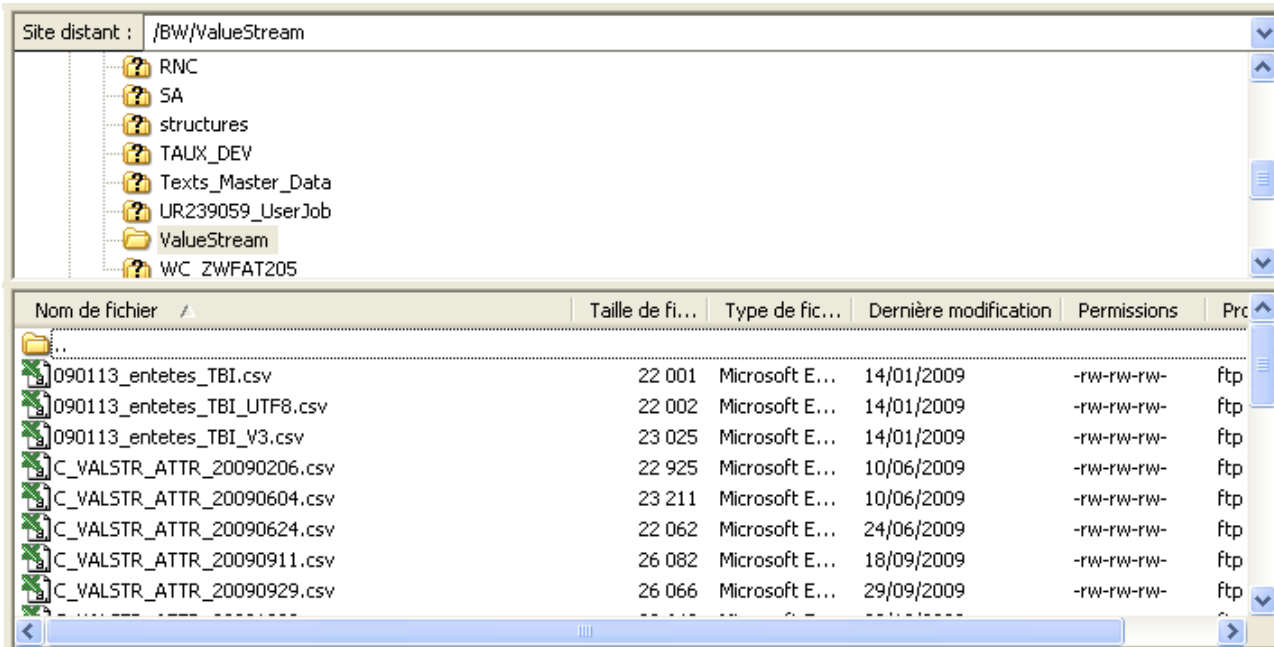 Site distant : /BW/ValueStream
RNC
SA
structures
TAUX_DEV
Texts_Master_Data
UR239059_UserJob
ValueStream
WC_ZWFAT205
Nom de fichier Taille de fi... Type de fic... Dernière modification Permissions Pro
..
090113_entetes_TBI.csv 22 001 Microsoft E... 14/01/2009 -rw-rw-rw- ftp
090113_entetes_TBI_UTF8.csv 22 002 Microsoft E... 14/01/2009 -rw-rw-rw- ftp
090113_entetes_TBI_V3.csv 23 025 Microsoft E... 14/01/2009 -rw-rw-rw- ftp
C_VALSTR_ATTR_20090206.csv 22 925 Microsoft E... 10/06/2009 -rw-rw-rw- ftp
C_VALSTR_ATTR_20090604.csv 23 211 Microsoft E... 10/06/2009 -rw-rw-rw- ftp
C_VALSTR_ATTR_20090624.csv 22 062 Microsoft E... 24/06/2009 -rw-rw-rw- ftp
C_VALSTR_ATTR_20090911.csv 26 082 Microsoft E... 18/09/2009 -rw-rw-rw- ftp
C_VALSTR_ATTR_20090929.csv 26 066 Microsoft E... 29/09/2009 -rw-rw-rw- ftp